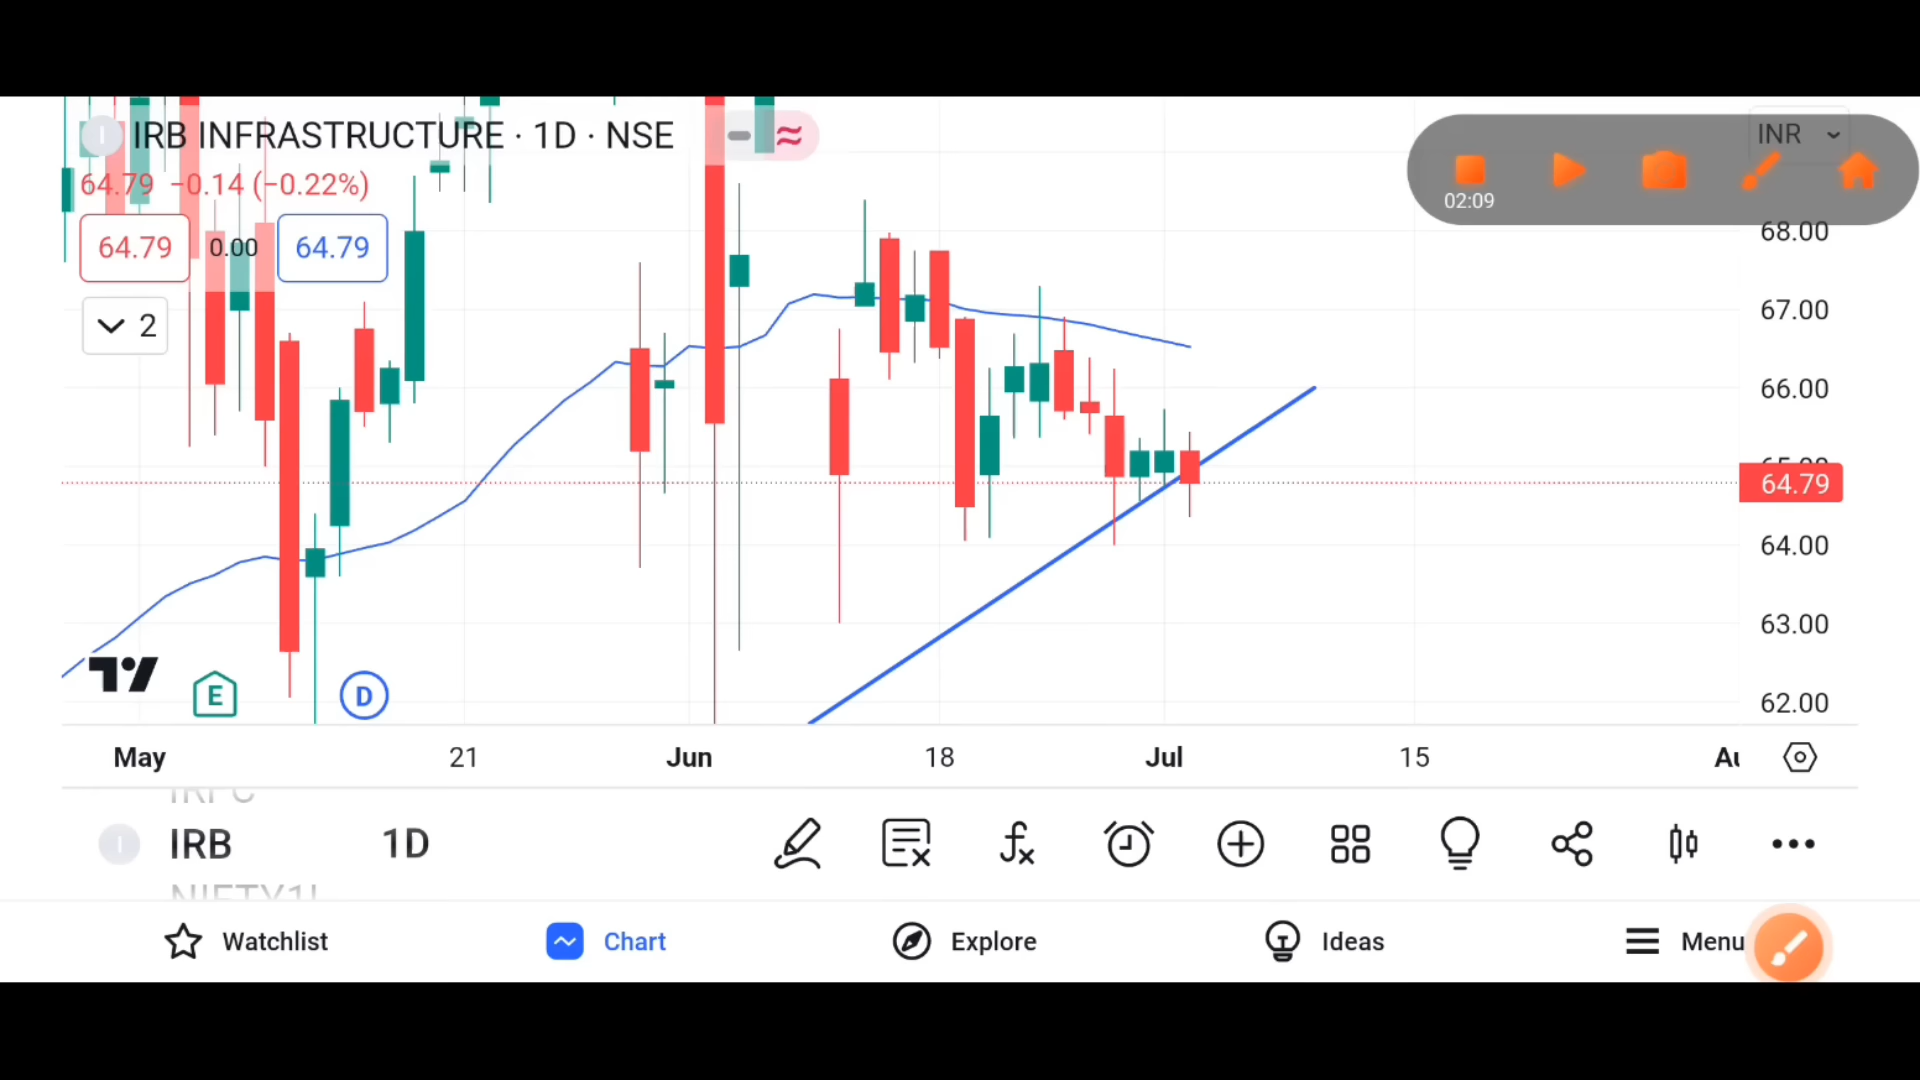 IRB INFRASTRUCTURE · 1D · NSE
INR
64.79 −0.14 (−0.22%)
02:09
64.79
0.00
64.79
2
68.00
67.00
66.00
64.79
64.00
63.00
62.00
E
D
May
21
Jun
18
Jul
15
IRB
1D
Watchlist
Chart
Explore
Ideas
Menu